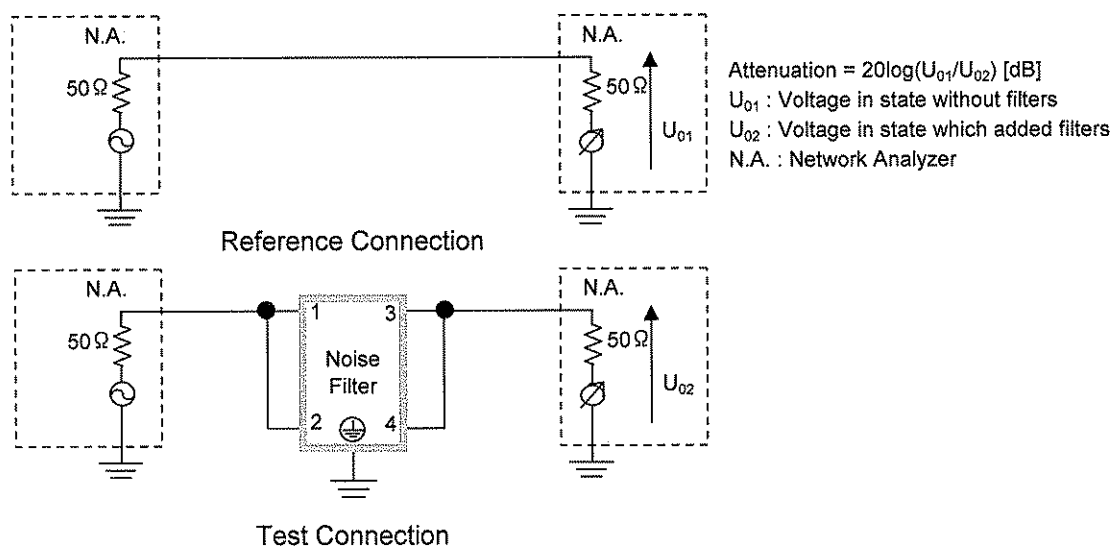 N.A.
N.A.
50Ω
50Ω
U01
Attenuation = 20log(U01/U02) [dB]
U01 : Voltage in state without filters
U02 : Voltage in state which added filters
N.A. : Network Analyzer
Reference Connection
N.A.
N.A.
50Ω
1
3
Noise
Filter
2
4
50Ω
U02
Test Connection